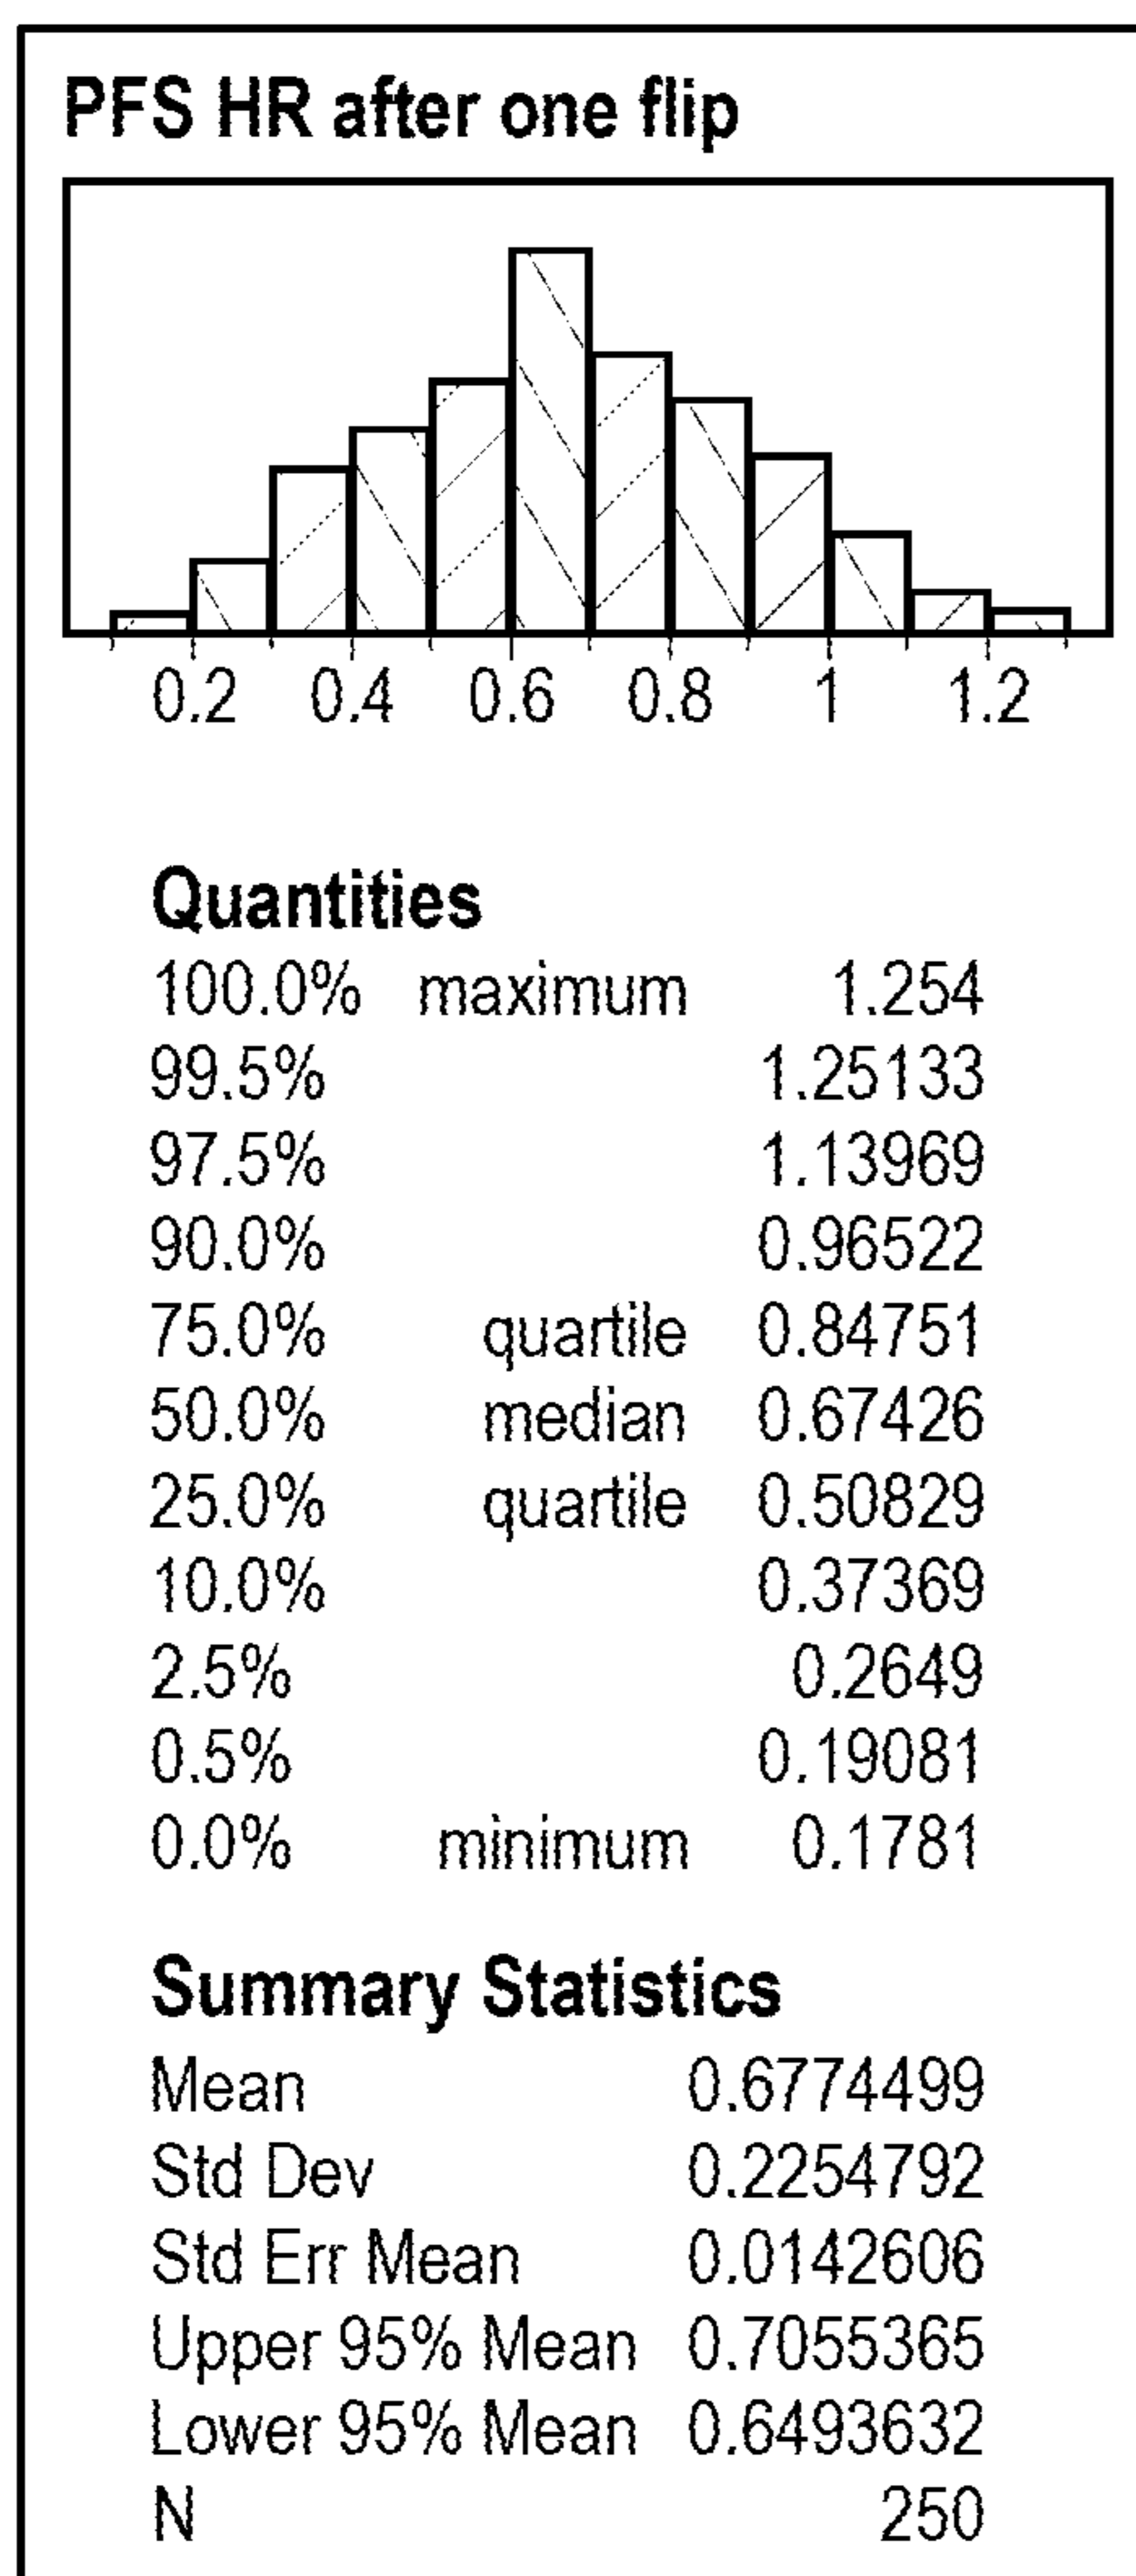 PFS HR after one flip
0.2 0.4 0.6 0.8 1 1.2
Quantities
100.0% maximum 1.254
99.5% 1.25133
97.5% 1.13969
90.0% 0.96522
75.0% quartile 0.84751
50.0% median 0.67426
25.0% quartile 0.50829
10.0% 0.37369
2.5% 0.2649
0.5% 0.19081
0.0% minimum 0.1781
Summary Statistics
Mean 0.6774499
Std Dev 0.2254792
Std Err Mean 0.0142606
Upper 95% Mean 0.7055365
Lower 95% Mean 0.6493632
N 250